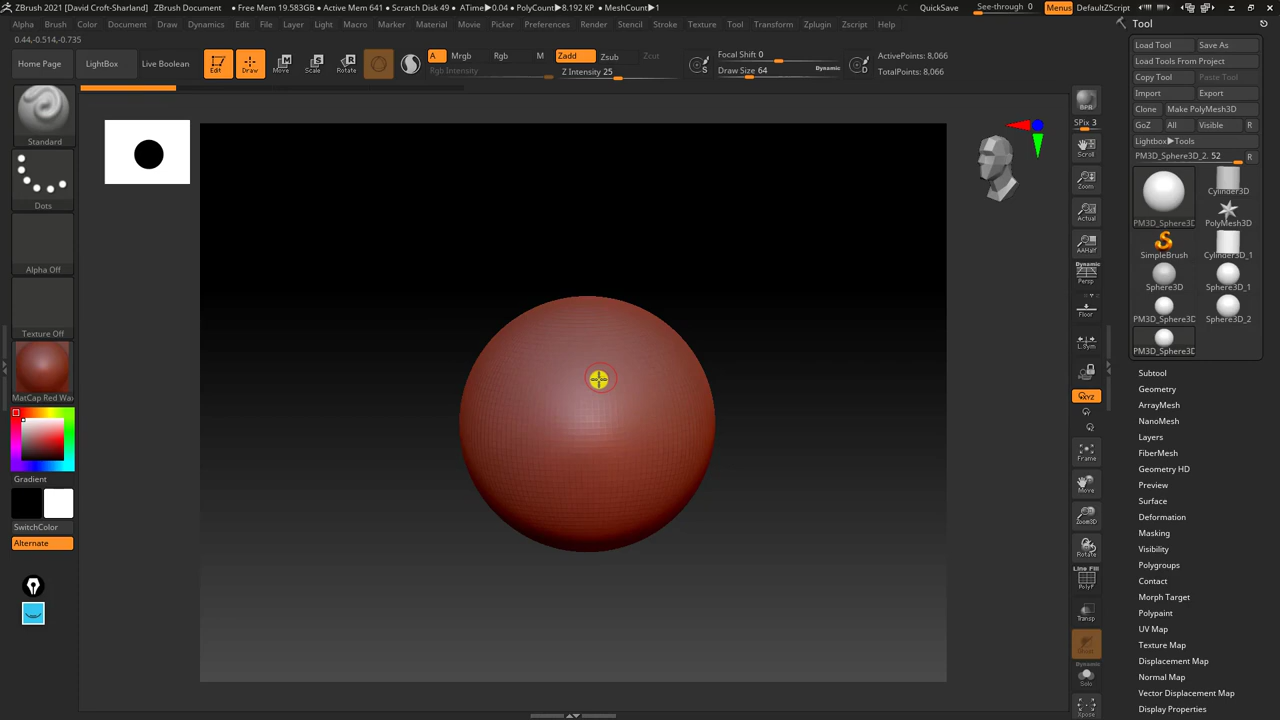 ZBrush 2021 [David Croft-Sharland] ZBrush Document • Free Mem 19.583GB • Active Mem 641 • Scratch Disk 49 • ATime▶0.04 • PolyCount▶8.192 KP • MeshCount▶1 AC QuickSave See-through 0 Menus DefaultZScript
Alpha Brush Color Document Draw Dynamics Edit File Layer Light Macro Marker Material Movie Picker Preferences Render Stencil Stroke Texture Tool Transform Zplugin Zscript Help
0.44,-0.514,-0.735
Home Page LightBox Live Boolean
Edit Draw Move Scale Rotate
A Mrgb Rgb M
Rgb Intensity
Zadd Zsub Zcut
Z Intensity 25
S
Focal Shift 0
Draw Size 64 Dynamic
D
ActivePoints: 8,066
TotalPoints: 8,066
Standard
Dots
Alpha Off
Texture Off
MatCap Red Wax
Gradient
SwitchColor
Alternate
BPR
SPix 3
Scroll
Zoom
Actual
AAHalf
Dynamic
Persp
Floor
L.Sym
XYZ
Frame
Move
Zoom3D
Rotate
Line Fill
PolyF
Transp
Ghost
Dynamic
Solo
Xpose
Tool
Load Tool Save As
Load Tools From Project
Copy Tool Paste Tool
Import Export
Clone Make PolyMesh3D
GoZ All Visible R
Lightbox▶Tools
PM3D_Sphere3D_2. 52 R
PM3D_Sphere3D Cylinder3D
PolyMesh3D
SimpleBrush Cylinder3D_1
Sphere3D Sphere3D_1
PM3D_Sphere3D Sphere3D_2
PM3D_Sphere3D
Subtool
Geometry
ArrayMesh
NanoMesh
Layers
FiberMesh
Geometry HD
Preview
Surface
Deformation
Masking
Visibility
Polygroups
Contact
Morph Target
Polypaint
UV Map
Texture Map
Displacement Map
Normal Map
Vector Displacement Map
Display Properties